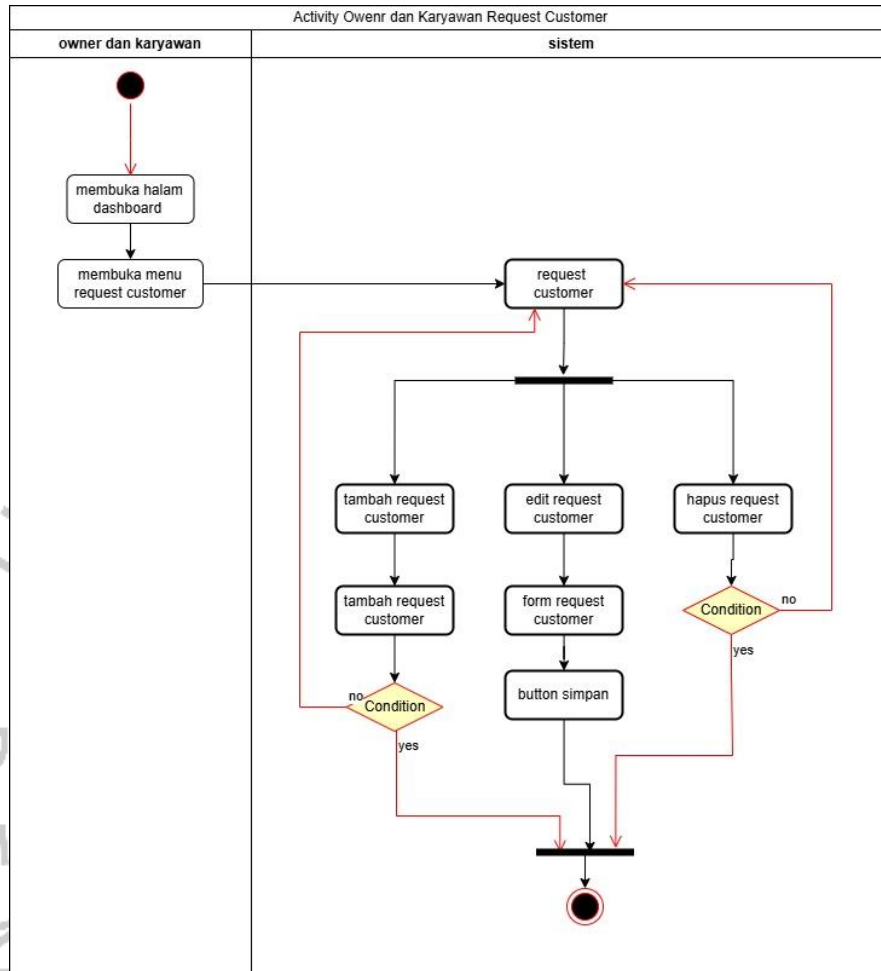 Activity Owenr dan Karyawan Request Customer
owner dan karyawan
sistem
membuka halam
dashboard
membuka menu
request customer
request
customer
tambah request
customer
edit request
customer
hapus request
customer
tambah request
customer
form request
customer
Condition
no
yes
button simpan
no
Condition
yes